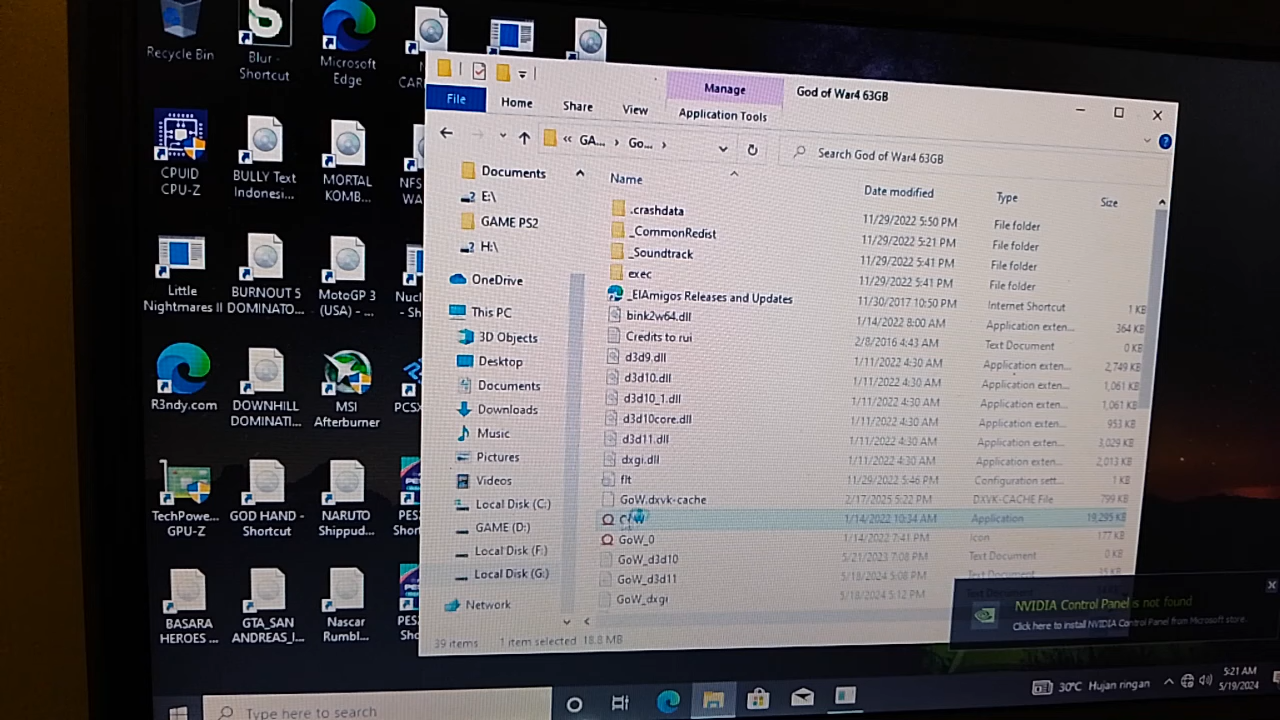 Recycle Bin
Blur -
Shortcut
Microsoft
Edge
CPUID
CPU-Z
BULLY Text
Indonesi...
MORTAL
KOMB...
NFS
WA
Little
Nightmares II
BURNOUT 5
DOMINATO...
MotoGP 3
(USA) - ...
Nucl
- Sh
R3ndy.com
DOWNHILL
DOMINATI...
MSI
Afterburner
PCSX
TechPowe...
GPU-Z
GOD HAND -
Shortcut
NARUTO
Shippud...
PES
Shor
BASARA
HEROES ...
GTA_SAN
ANDREAS_I...
Nascar
Rumbl...
PES
Sho
Manage
God of War4 63GB
File
Home
Share
View
Application Tools
« GA... › Go... ›
Search God of War4 63GB
Documents
E:\
GAME PS2
H:\
OneDrive
This PC
3D Objects
Desktop
Documents
Downloads
Music
Pictures
Videos
Local Disk (C:)
GAME (D:)
Local Disk (F:)
Local Disk (G:)
Network
Name Date modified Type Size
.crashdata 11/29/2022 5:50 PM File folder
_CommonRedist 11/29/2022 5:21 PM File folder
_Soundtrack 11/29/2022 5:41 PM File folder
exec 11/29/2022 5:41 PM File folder
_ElAmigos Releases and Updates 11/30/2017 10:50 PM Internet Shortcut 1 KB
bink2w64.dll 1/14/2022 8:00 AM Application exten... 364 KB
Credits to rui 2/8/2016 4:43 AM Text Document 0 KB
d3d9.dll 1/11/2022 4:30 AM Application exten... 2,749 KB
d3d10.dll 1/11/2022 4:30 AM Application exten... 1,061 KB
d3d10_1.dll 1/11/2022 4:30 AM Application exten... 1,061 KB
d3d10core.dll 1/11/2022 4:30 AM Application exten... 953 KB
d3d11.dll 1/11/2022 4:30 AM Application exten... 3,029 KB
dxgi.dll 1/11/2022 4:30 AM Application exten... 2,013 KB
flt 11/29/2022 5:46 PM Configuration sett... 1 KB
GoW.dxvk-cache 2/17/2025 5:22 PM DXVK-CACHE File 799 KB
1/14/2022 10:34 AM Application 19,295 KB
GoW_0 1/14/2022 7:41 PM Icon 177 KB
GoW_d3d10 5/21/2023 7:08 PM Text Document 0 KB
GoW_d3d11 5/18/2024 5:08 PM Text Document
GoW_dxgi 5/18/2024 5:12 PM
39 items 1 item selected 18.8 MB
NVIDIA Control Panel is not found
Click here to install NVIDIA Control Panel from Microsoft store.
Type here to search
30°C Hujan ringan
5:21 AM
5/19/2024